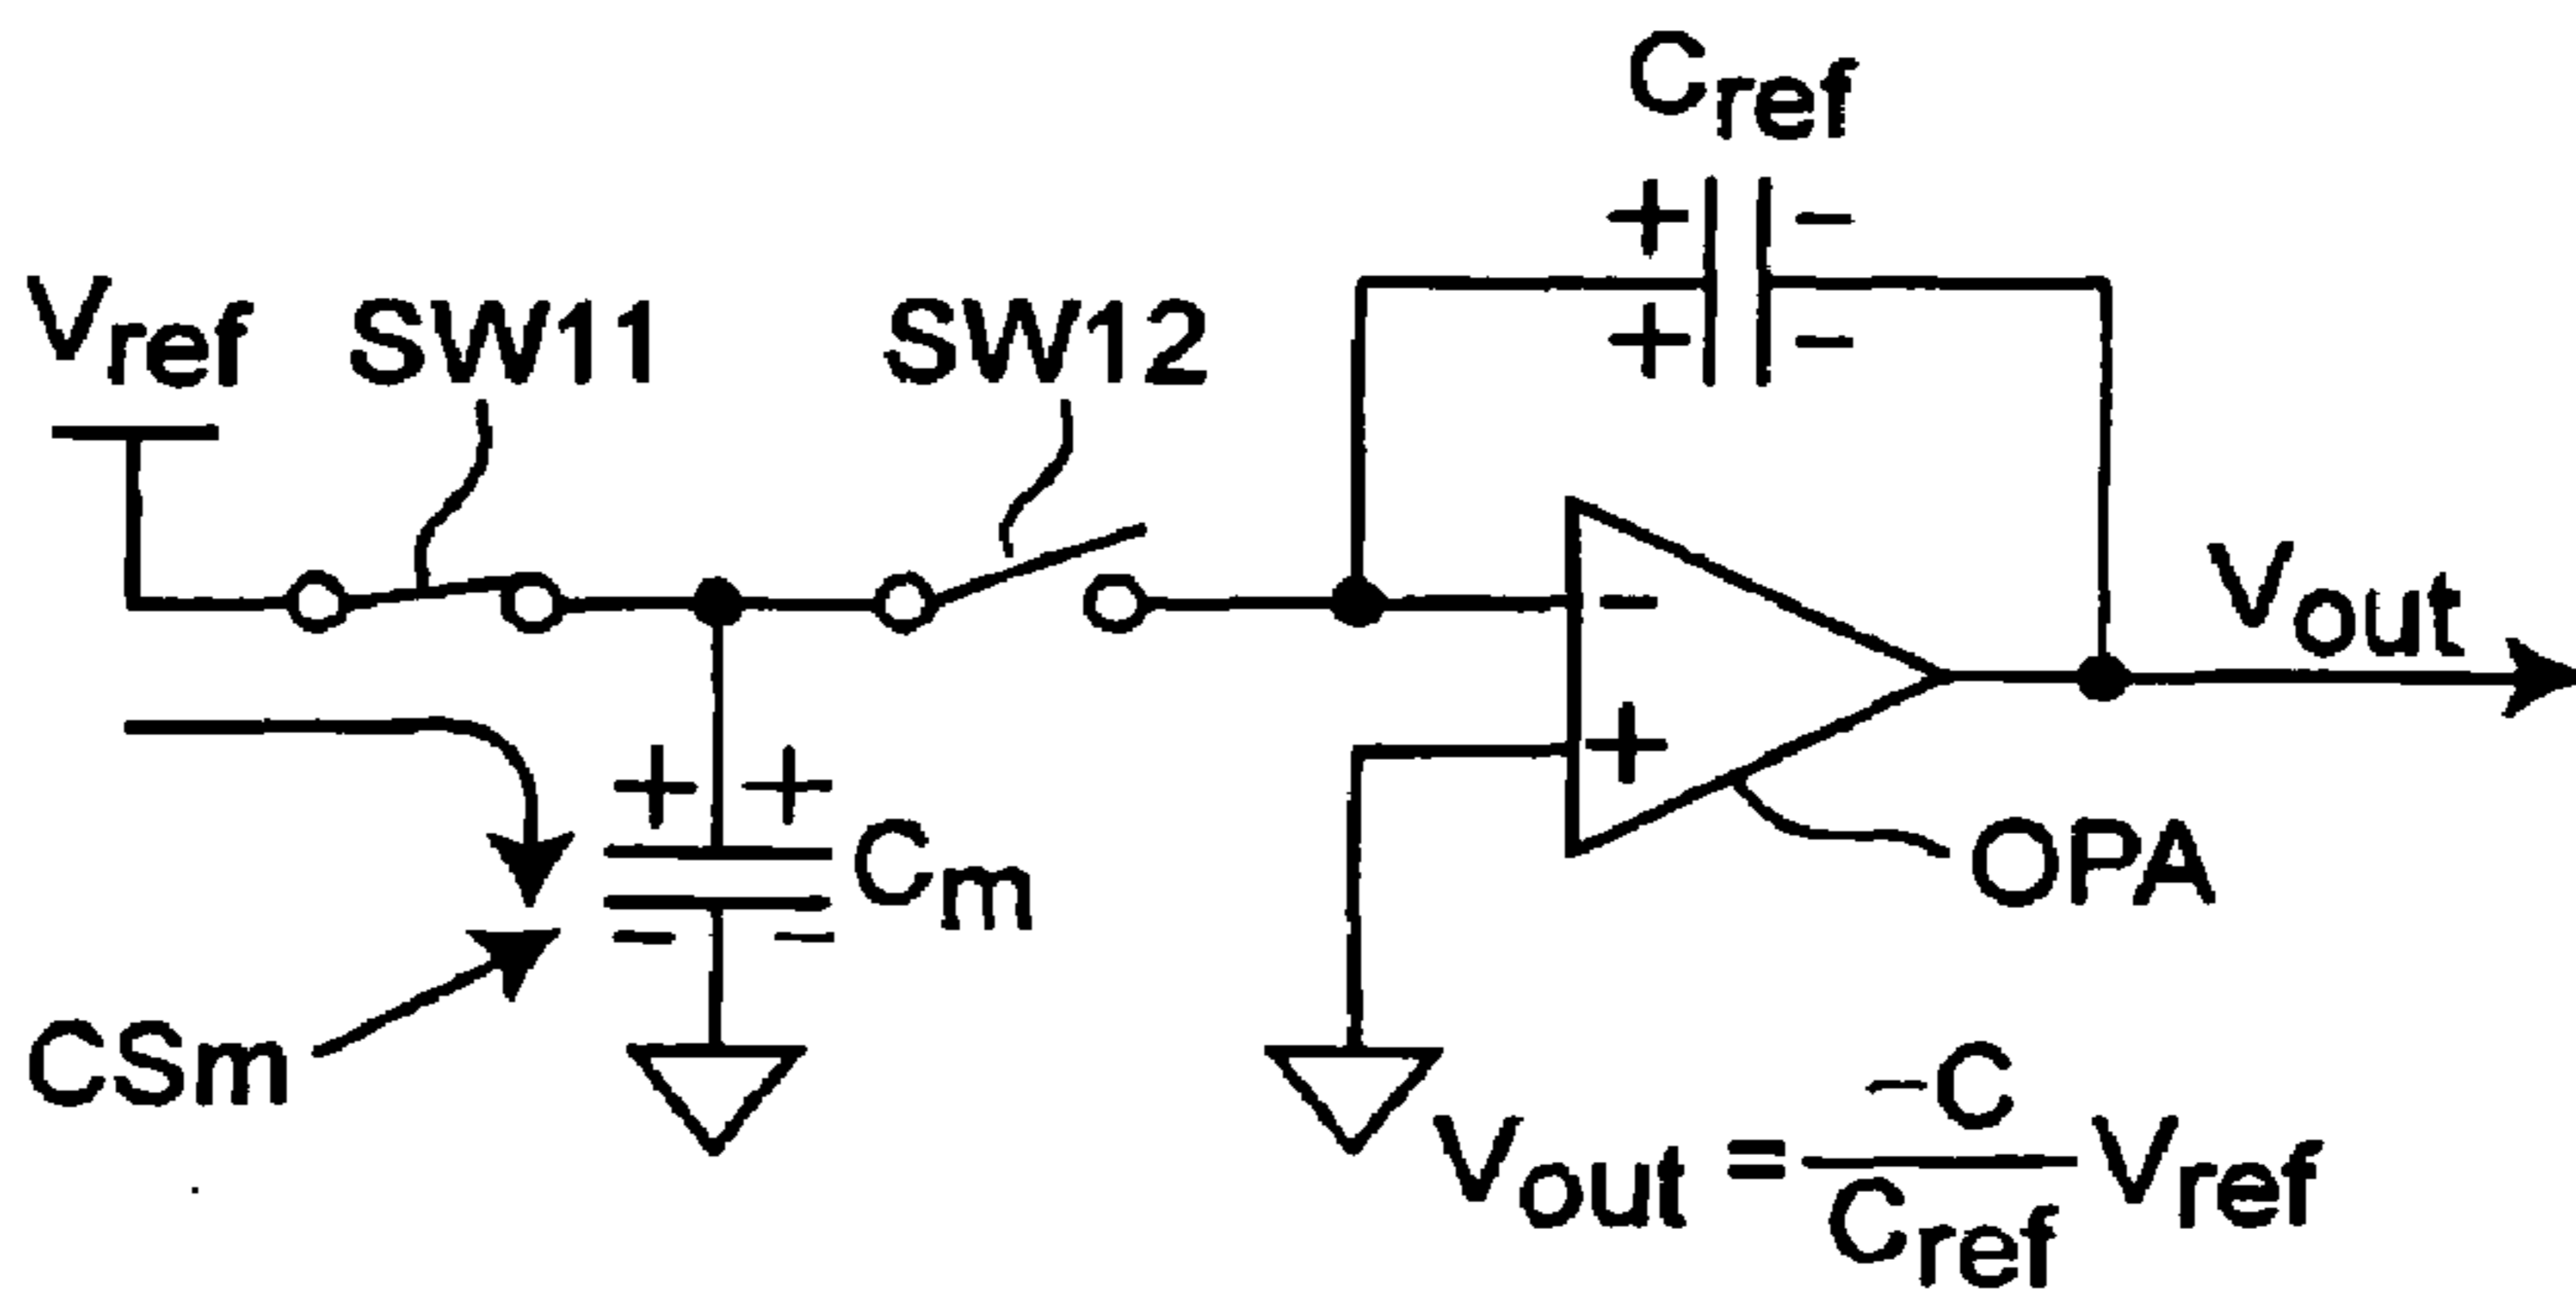 Cref
+ −
+ −
Vref
SW11
SW12
Vout
−
+
+ +
Cm
− −
OPA
CSm
Vout = −C/Cref Vref